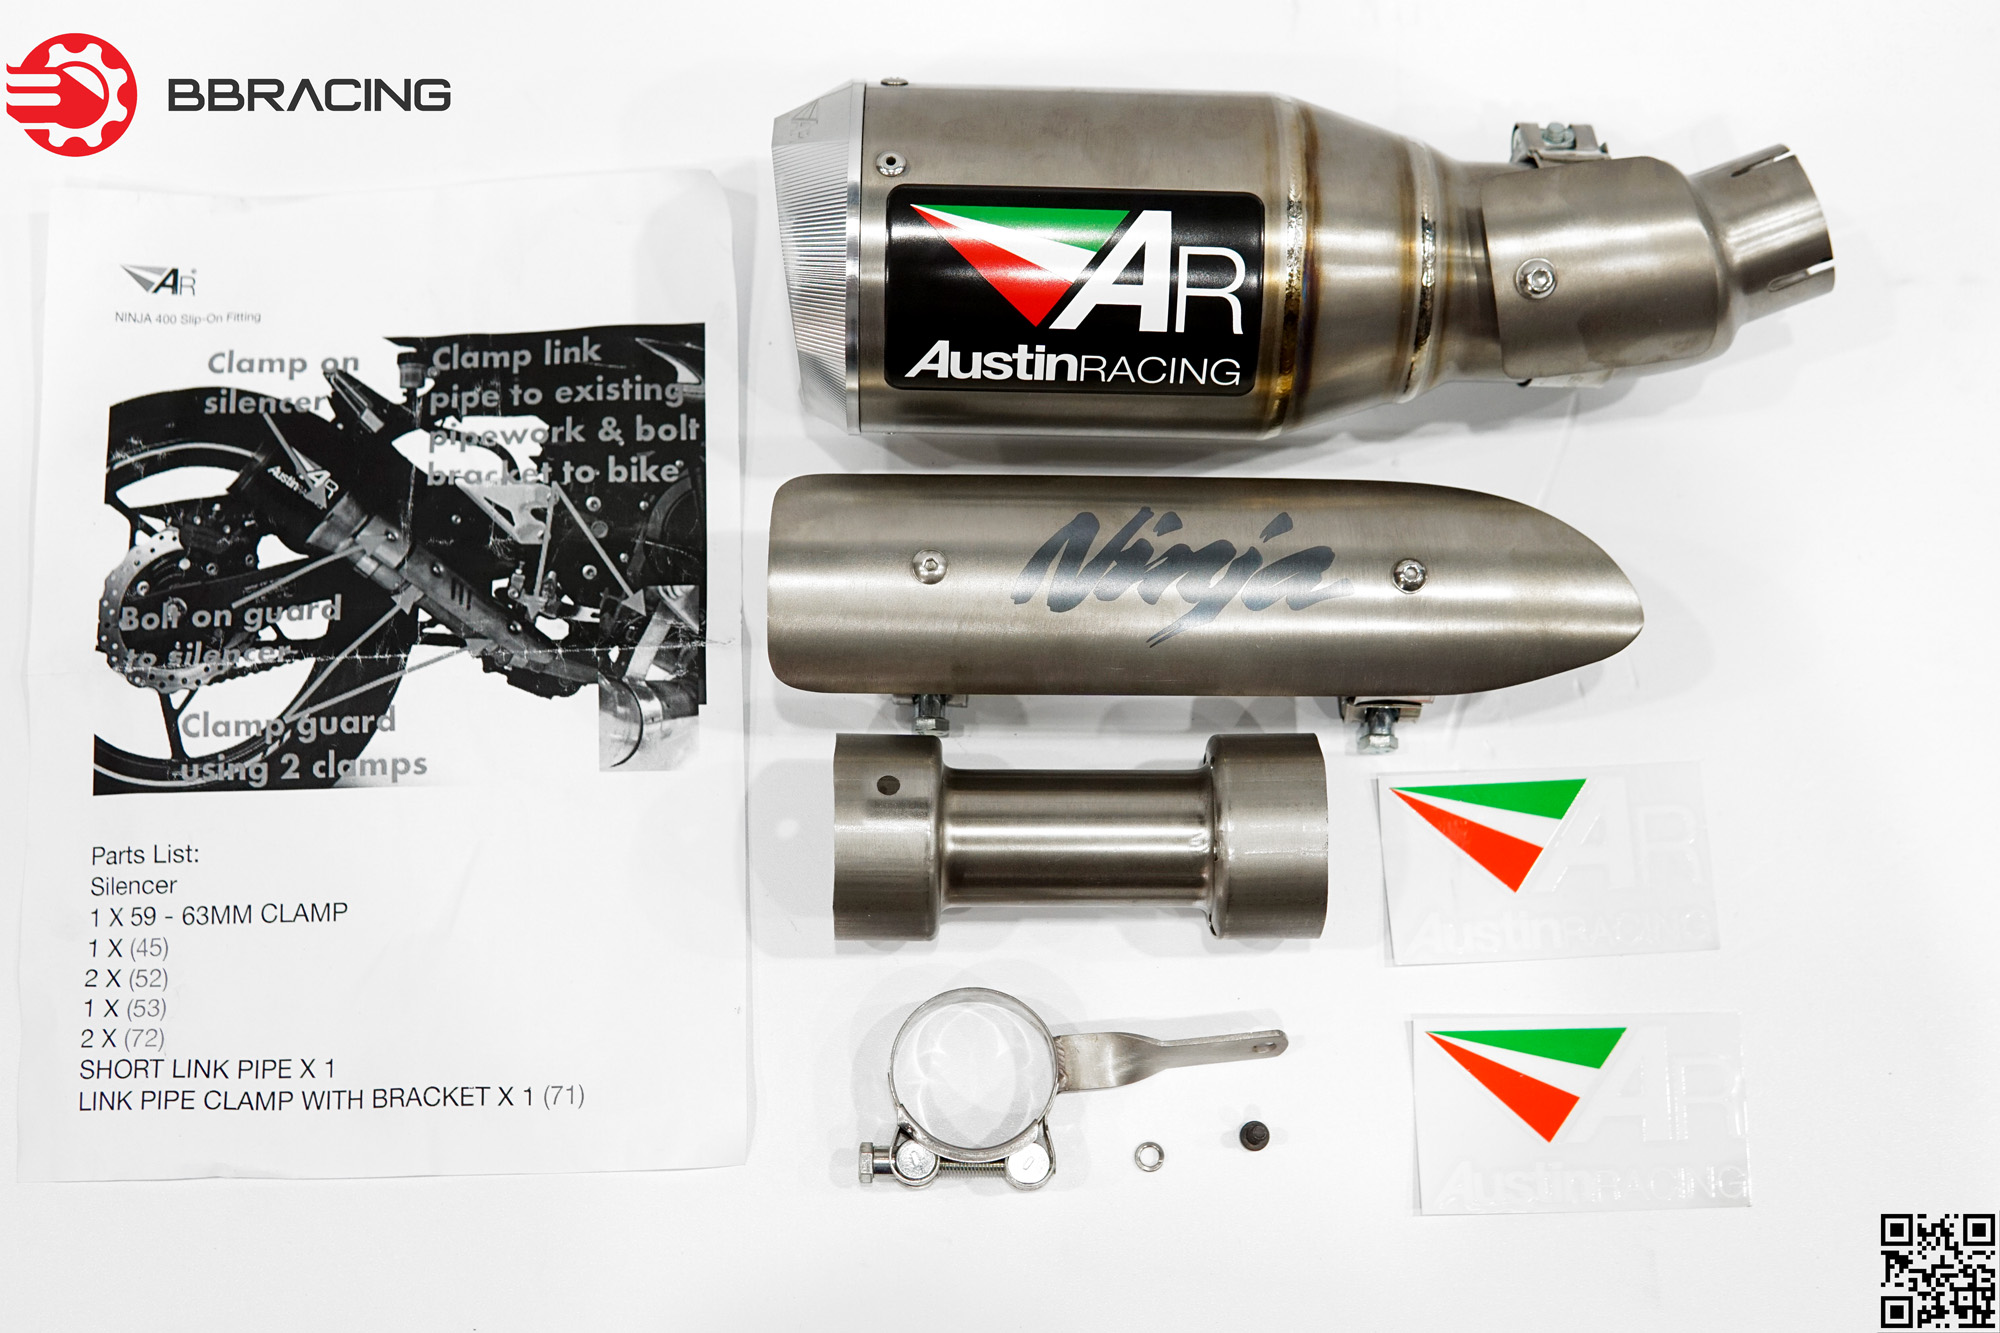 BBRACING
AR
NINJA 400 Slip-On Fitting
Clamp on
silencer
Clamp link
pipe to existing
pipework & bolt
bracket to bike
AR
Austin
Bolt on guard
to silencer
Clamp guard
using 2 clamps
Parts List:
Silencer
1 X 59 - 63MM CLAMP
1 X (45)
2 X (52)
1 X (53)
2 X (72)
SHORT LINK PIPE X 1
LINK PIPE CLAMP WITH BRACKET X 1 (71)
AR
AustinRACING
Ninja
AR
AustinRACING
AR
AustinRACING